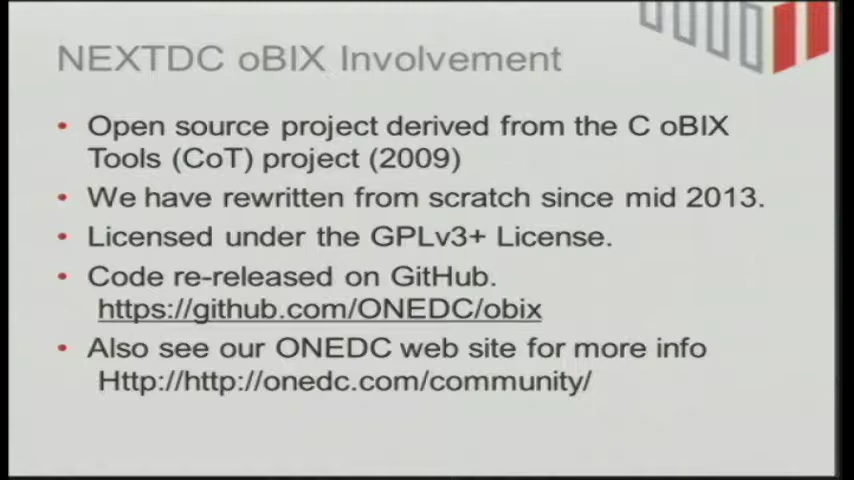 NEXTDC oBIX Involvement
• Open source project derived from the C oBIX
Tools (CoT) project (2009)
• We have rewritten from scratch since mid 2013.
• Licensed under the GPLv3+ License.
• Code re-released on GitHub.
https://github.com/ONEDC/obix
• Also see our ONEDC web site for more info
Http://http://onedc.com/community/